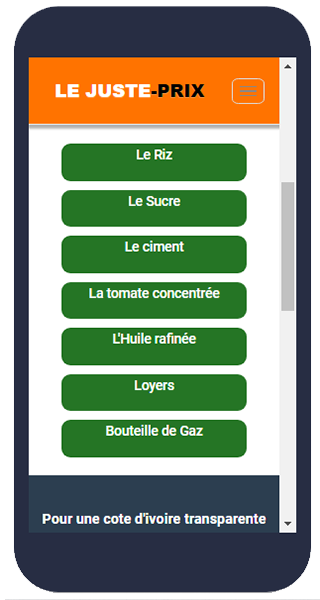 LE JUSTE-PRIX
Le Riz
Le Sucre
Le ciment
La tomate concentrée
L'Huile rafinée
Loyers
Bouteille de Gaz
Pour une cote d'ivoire transparente